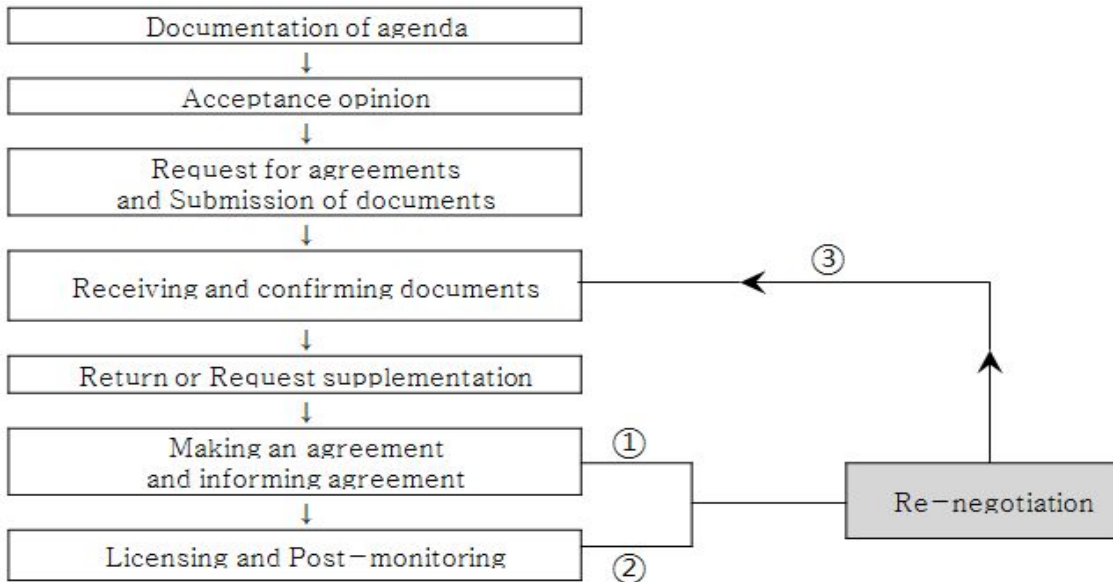 Documentation of agenda
↓
Acceptance opinion
↓
Request for agreements
and Submission of documents
↓
Receiving and confirming documents
③
↓
Return or Request supplementation
↓
Making an agreement
and informing agreement
①
Re-negotiation
↓
Licensing and Post-monitoring
②